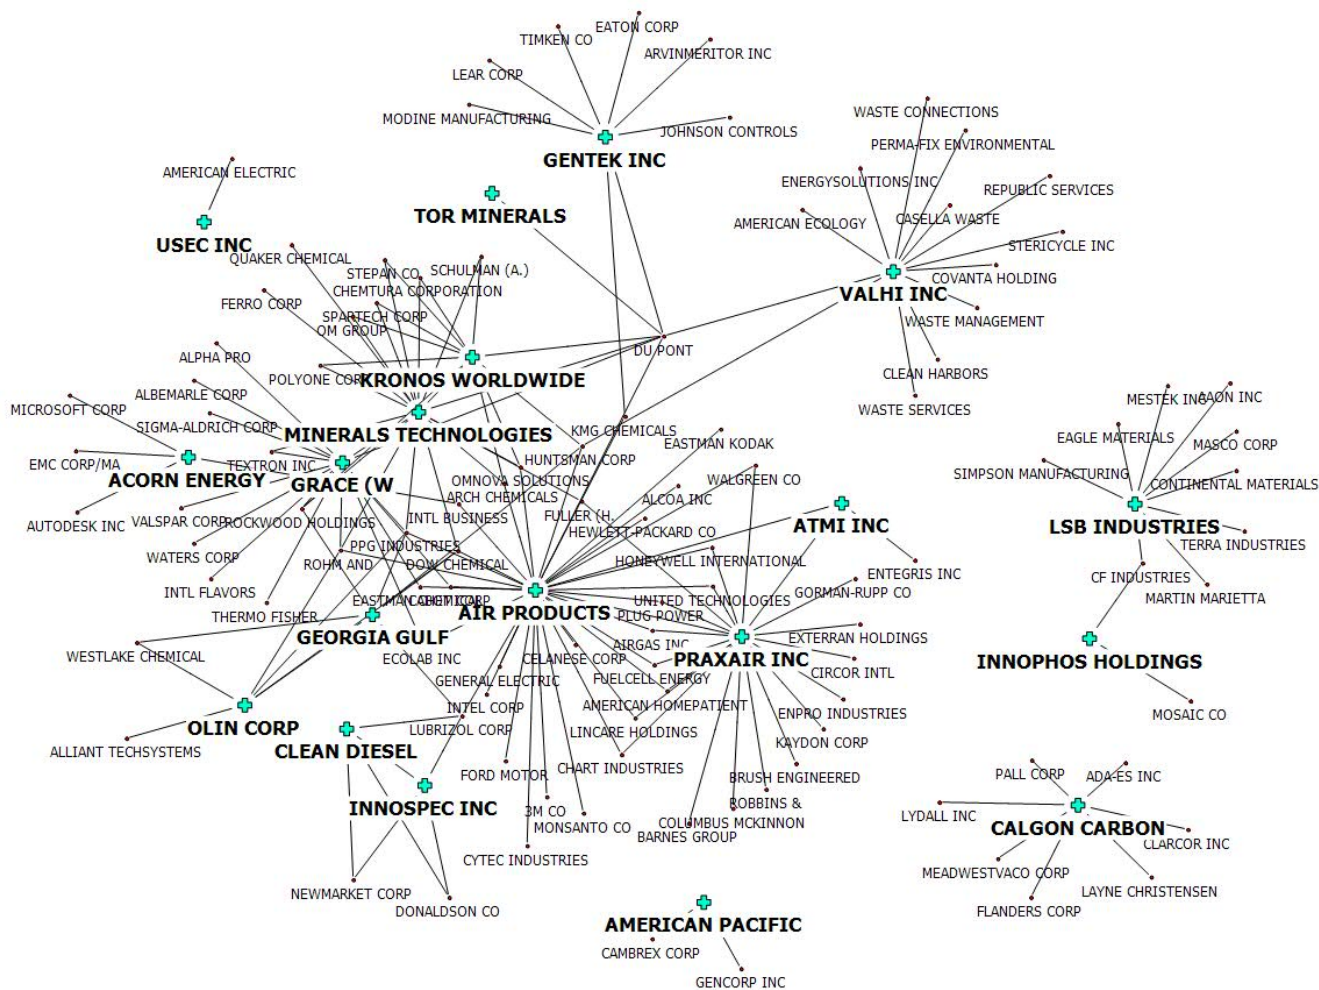 EATON CORP
TIMKEN CO
ARVINMERITOR INC
LEAR CORP
WASTE CONNECTIONS
MODINE MANUFACTURING
JOHNSON CONTROLS
PERMA-FIX ENVIRONMENTAL
GENTEK INC
AMERICAN ELECTRIC
ENERGYSOLUTIONS INC
REPUBLIC SERVICES
TOR MINERALS
CASELLA WASTE
AMERICAN ECOLOGY
USEC INC
STERICYCLE INC
QUAKER CHEMICAL
STEPAN CO
SCHULMAN (A.)
COVANTA HOLDING
CHEMTURA CORPORATION
VALHI INC
FERRO CORP
SPARTECH CORP
WASTE MANAGEMENT
OM GROUP
DU PONT
ALPHA PRO
POLYONE CORP
KRONOS WORLDWIDE
CLEAN HARBORS
ALBEMARLE CORP
MICROSOFT CORP
WASTE SERVICES
MESTEK INC
AAON INC
SIGMA-ALDRICH CORP
MINERALS TECHNOLOGIES
KMG CHEMICALS
EAGLE MATERIALS
MASCO CORP
EASTMAN KODAK
EMC CORP/MA
TEXTRON INC
HUNTSMAN CORP
SIMPSON MANUFACTURING
ACORN ENERGY
GRACE (W
OMNOVA SOLUTIONS
WALGREEN CO
CONTINENTAL MATERIALS
ARCH CHEMICALS
ALCOA INC
AUTODESK INC
VALSPAR CORP
ROCKWOOD HOLDINGS
INTL BUSINESS
FULLER (H.
ATMI INC
LSB INDUSTRIES
HEWLETT-PACKARD CO
TERRA INDUSTRIES
WATERS CORP
PPG INDUSTRIES
ROHM AND
DOW CHEMICAL
HONEYWELL INTERNATIONAL
ENTEGRIS INC
CF INDUSTRIES
INTL FLAVORS
GORMAN-RUPP CO
MARTIN MARIETTA
EASTMAN CHEMICAL
CABOT CORP
UNITED TECHNOLOGIES
THERMO FISHER
AIR PRODUCTS
PLUG POWER
GEORGIA GULF
EXTERRAN HOLDINGS
AIRGAS INC
WESTLAKE CHEMICAL
ECOLAB INC
CELANESE CORP
PRAXAIR INC
INNOPHOS HOLDINGS
CIRCOR INTL
GENERAL ELECTRIC
FUELCELL ENERGY
INTEL CORP
AMERICAN HOMEPATIENT
ENPRO INDUSTRIES
MOSAIC CO
OLIN CORP
LUBRIZOL CORP
LINCARE HOLDINGS
KAYDON CORP
ALLIANT TECHSYSTEMS
CLEAN DIESEL
FORD MOTOR
CHART INDUSTRIES
BRUSH ENGINEERED
PALL CORP
ADA-ES INC
INNOSPEC INC
3M CO
ROBBINS &
LYDALL INC
MONSANTO CO
COLUMBUS MCKINNON
CALGON CARBON
BARNES GROUP
CLARCOR INC
CYTEC INDUSTRIES
MEADWESTVACO CORP
NEWMARKET CORP
LAYNE CHRISTENSEN
DONALDSON CO
FLANDERS CORP
AMERICAN PACIFIC
CAMBREX CORP
GENCORP INC